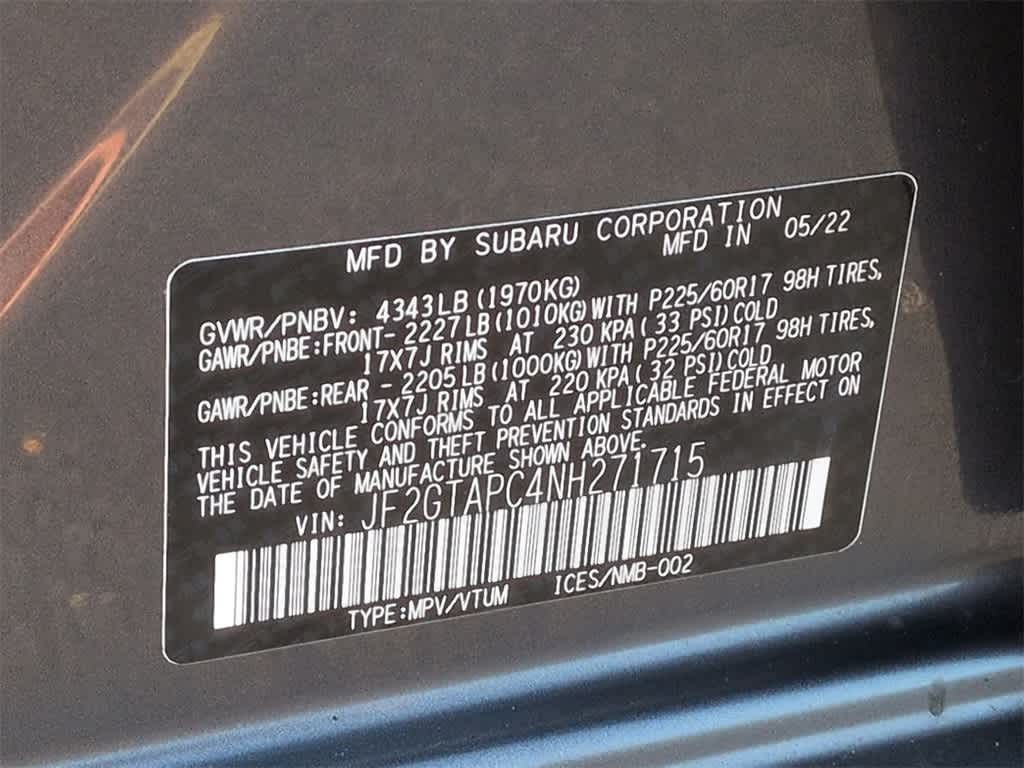 MFD BY SUBARU CORPORATION
MFD IN 05/22
GVWR/PNBV: 4343LB(1970KG)
GAWR/PNBE:FRONT-2227LB(1010KG)WITH P225/60R17 98H TIRES,
17X7J RIMS AT 230 KPA(33 PSI)COLD
GAWR/PNBE:REAR -2205LB(1000KG)WITH P225/60R17 98H TIRES,
17X7J RIMS AT 220 KPA(32 PSI)COLD
THIS VEHICLE CONFORMS TO ALL APPLICABLE FEDERAL MOTOR
VEHICLE SAFETY AND THEFT PREVENTION STANDARDS IN EFFECT ON
THE DATE OF MANUFACTURE SHOWN ABOVE.
VIN: JF2GTAPC4NH271715
TYPE:MPV/VTUM ICES/NMB-002